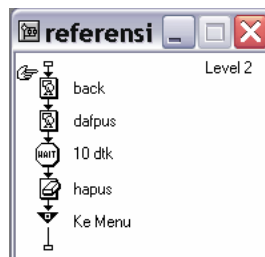 referensi
Level 2
back
dafpus
WAIT
10 dtk
hapus
Ke Menu